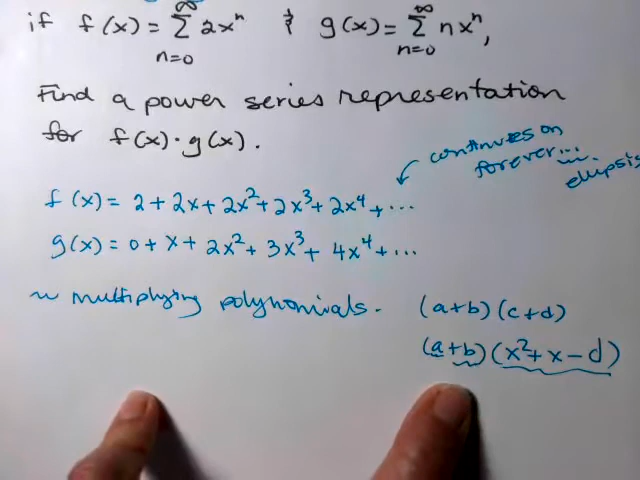 if f(x) = ∞∑n=0 2xⁿ & g(x) = ∞∑n=0 nxⁿ,
Find a power series representation
for f(x)·g(x).
continues on
forever...
ellipsis
f(x) = 2 + 2x + 2x² + 2x³ + 2x⁴ + ...
g(x) = 0 + x + 2x² + 3x³ + 4x⁴ + ...
~ multiplying polynomials.
(a+b)(c+d)
(a+b)(x²+x-d)